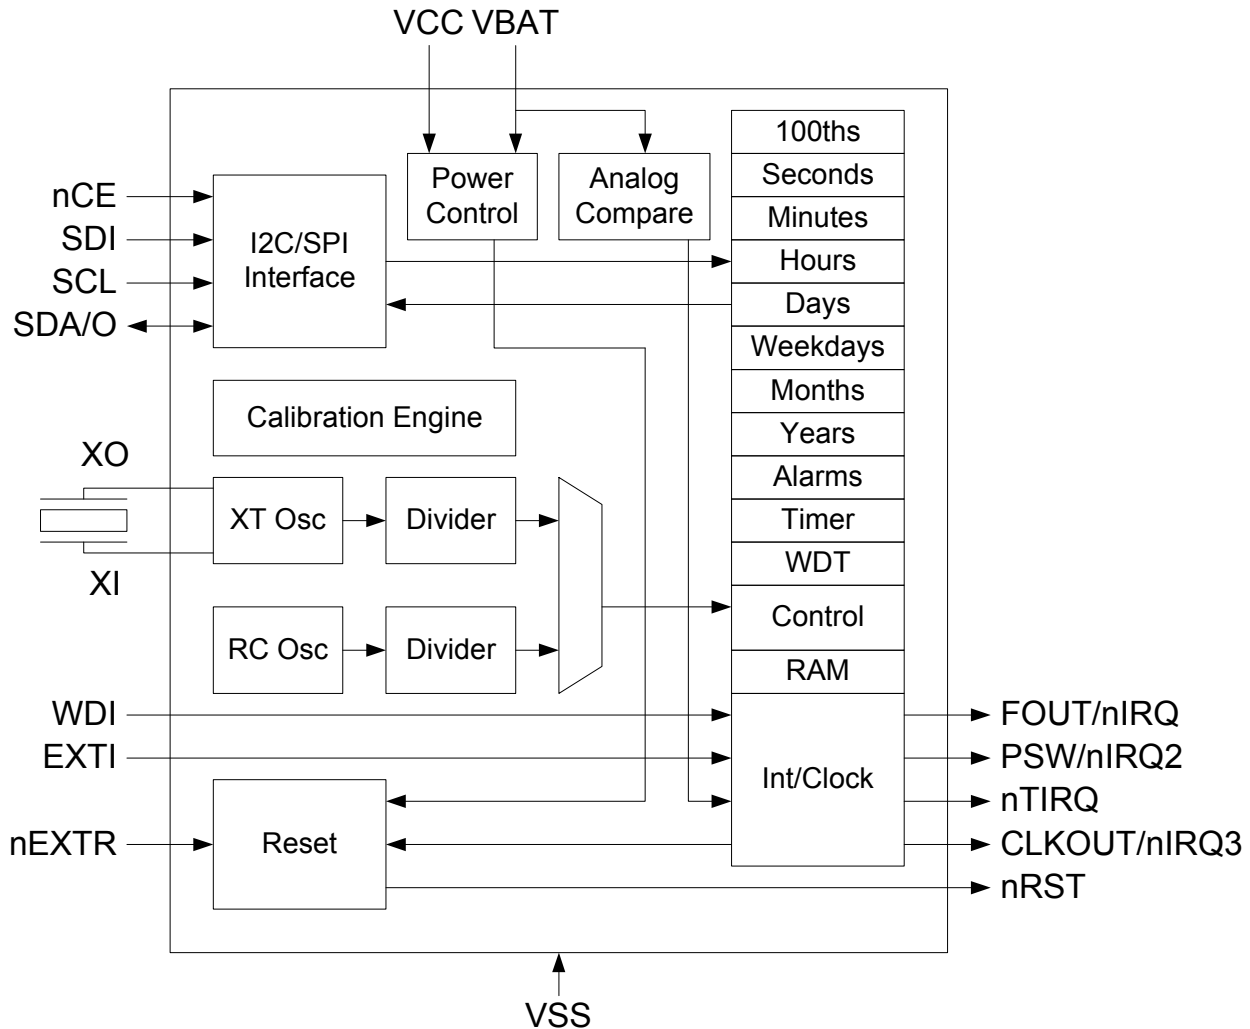 VCC VBAT
100ths
Power
Control
Analog
Compare
Seconds
nCE
SDI
SCL
SDA/O
I2C/SPI
Interface
Minutes
Hours
Days
Weekdays
Months
Years
Alarms
Timer
WDT
Control
RAM
Calibration Engine
XO
XI
XT Osc
Divider
RC Osc
Divider
WDI
EXTI
nEXTR
Reset
Int/Clock
FOUT/nIRQ
PSW/nIRQ2
nTIRQ
CLKOUT/nIRQ3
nRST
VSS